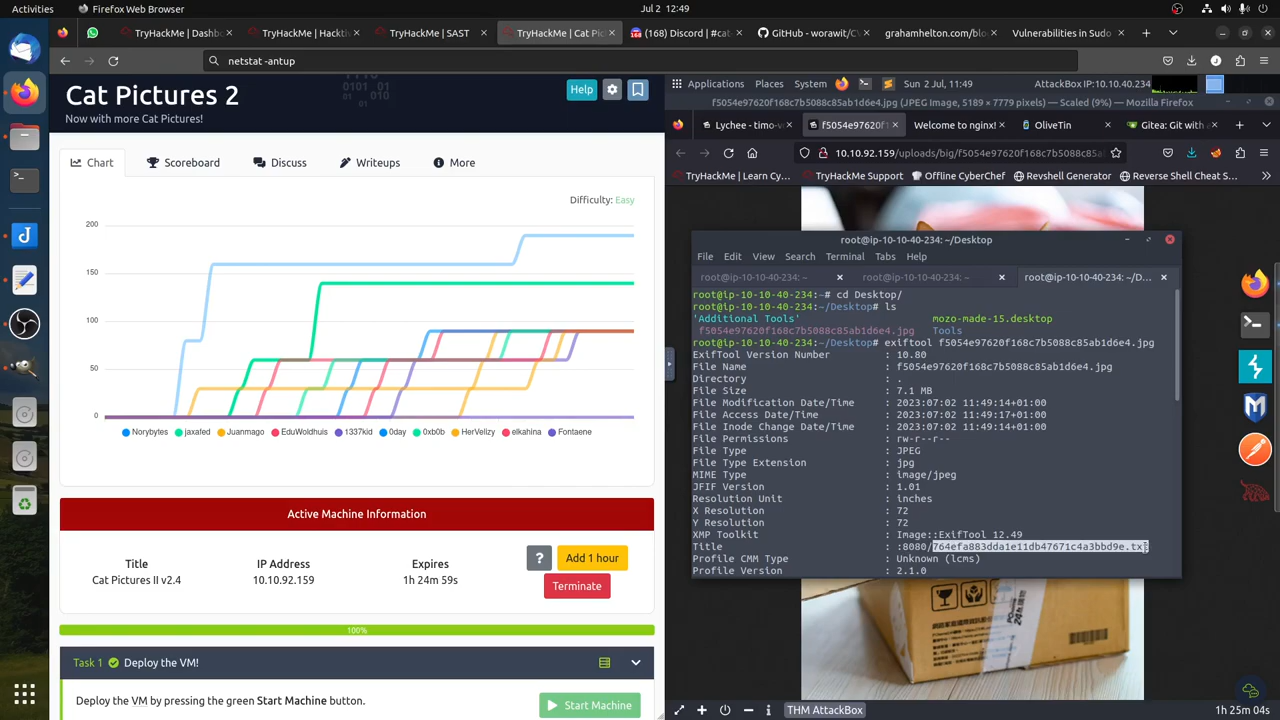 Activities
Firefox Web Browser
Jul 2 12:49
TryHackMe | Dashb
TryHackMe | Hacktiv
TryHackMe | SAST
TryHackMe | Cat Pic
(168) Discord | #cat
GitHub - worawit/CV
grahamhelton.com/blo
Vulnerabilities in Sudo
netstat -antup
Cat Pictures 2
Now with more Cat Pictures!
Help
Chart
Scoreboard
Discuss
Writeups
More
Difficulty: Easy
200
150
100
50
0
Norybytes
jaxafed
Juanmago
EduWoldhuis
1337kid
0day
0xb0b
HerVelizy
elkahina
Fontaene
Active Machine Information
Title
IP Address
Expires
Cat Pictures II v2.4
10.10.92.159
1h 24m 59s
?
Add 1 hour
Terminate
100%
Task 1
Deploy the VM!
Deploy the VM by pressing the green Start Machine button.
Start Machine
Applications
Places
System
Sun 2 Jul, 11:49
AttackBox IP:10.10.40.234
f5054e97620f168c7b5088c85ab1d6e4.jpg (JPEG Image, 5189 × 7779 pixels) — Scaled (9%) — Mozilla Firefox
Lychee - timo-v
f5054e97620f1
Welcome to nginx!
OliveTin
Gitea: Git with a c
10.10.92.159/uploads/big/f5054e97620f168c7b5088c85a
TryHackMe | Learn Cy…
TryHackMe Support
Offline CyberChef
Revshell Generator
Reverse Shell Cheat S…
root@ip-10-10-40-234: ~/Desktop
File Edit View Search Terminal Tabs Help
root@ip-10-10-40-234: ~
root@ip-10-10-40-234: ~
root@ip-10-10-40-234: ~/D…
root@ip-10-10-40-234:~# cd Desktop/
root@ip-10-10-40-234:~/Desktop# ls
'Additional Tools' mozo-made-15.desktop
f5054e97620f168c7b5088c85ab1d6e4.jpg Tools
root@ip-10-10-40-234:~/Desktop# exiftool f5054e97620f168c7b5088c85ab1d6e4.jpg
ExifTool Version Number : 10.80
File Name : f5054e97620f168c7b5088c85ab1d6e4.jpg
Directory : .
File Size : 7.1 MB
File Modification Date/Time : 2023:07:02 11:49:14+01:00
File Access Date/Time : 2023:07:02 11:49:17+01:00
File Inode Change Date/Time : 2023:07:02 11:49:14+01:00
File Permissions : rw-r--r--
File Type : JPEG
File Type Extension : jpg
MIME Type : image/jpeg
JFIF Version : 1.01
Resolution Unit : inches
X Resolution : 72
Y Resolution : 72
XMP Toolkit : Image::ExifTool 12.49
Title : :8080/764efa883dda1e11db47671c4a3bbd9e.txt
Profile CMM Type : Unknown (lcms)
Profile Version : 2.1.0
THM AttackBox
1h 25m 04s